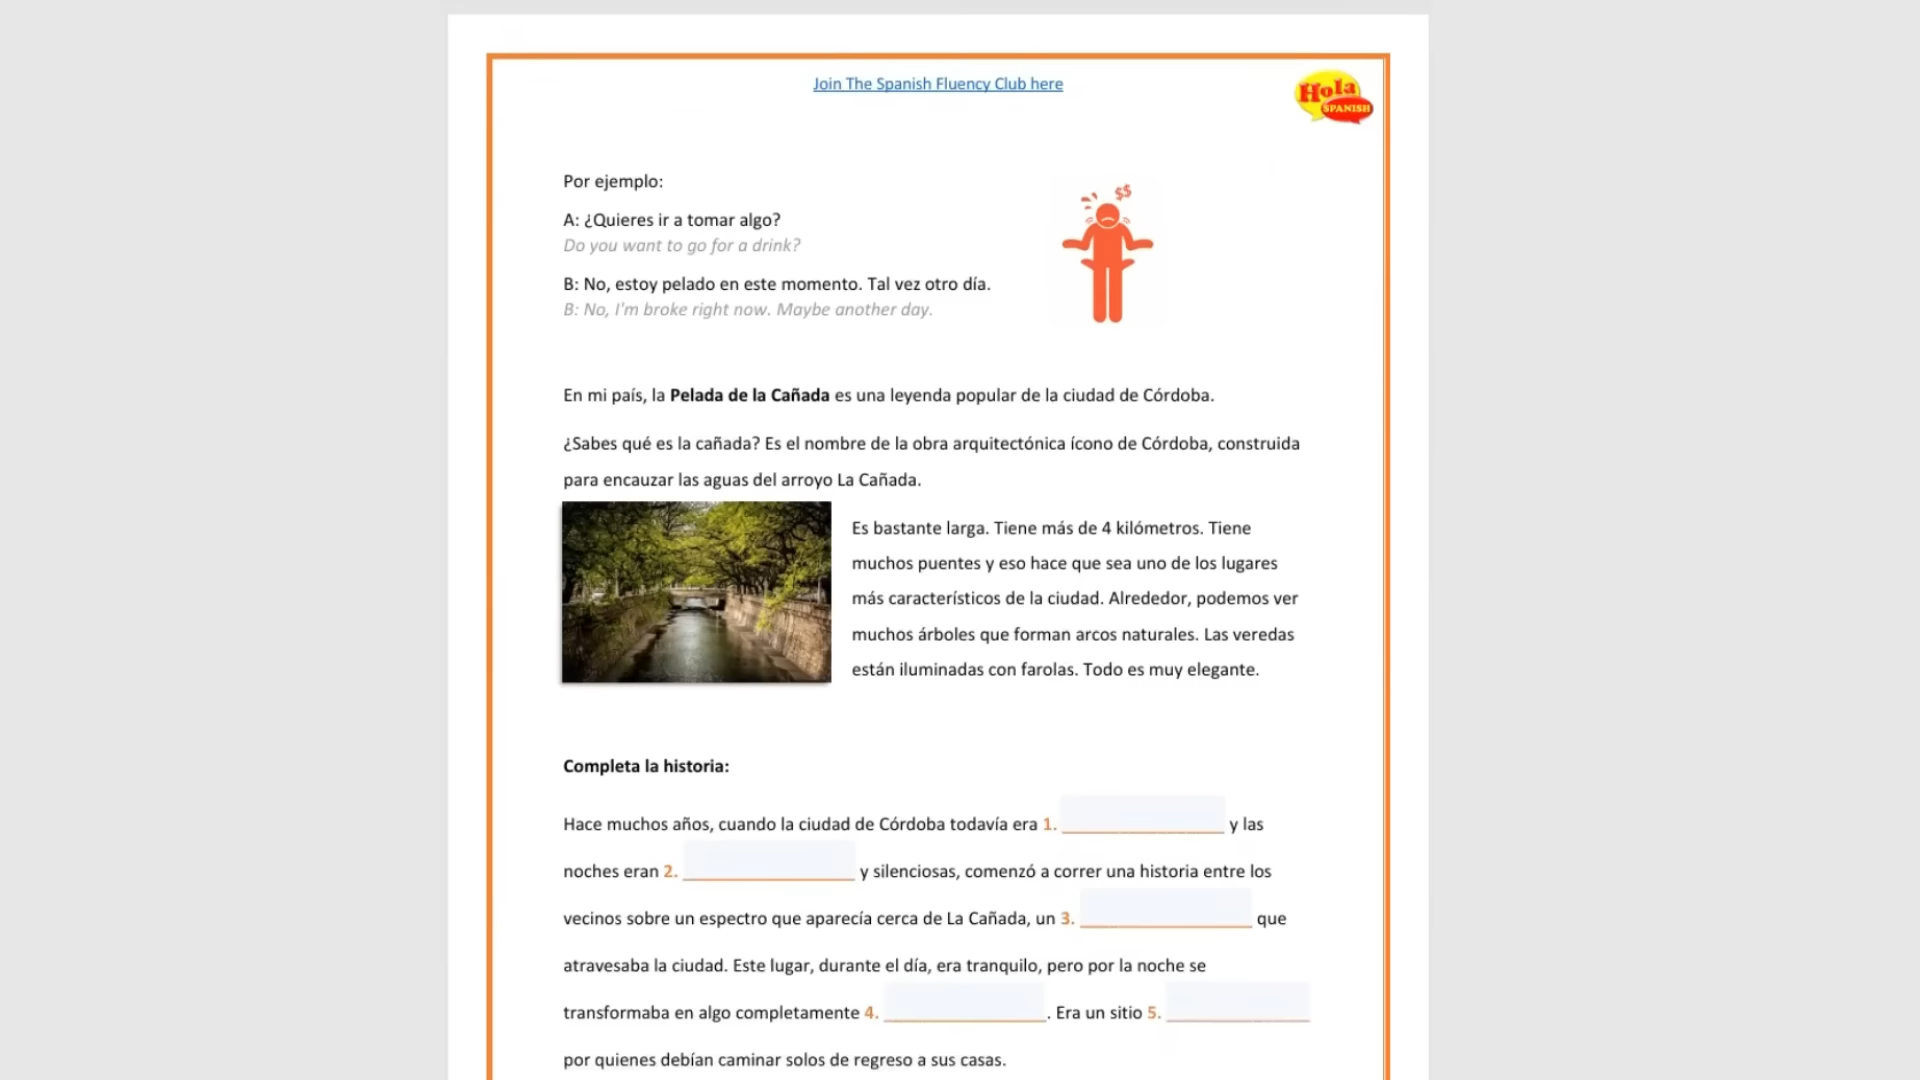 Join The Spanish Fluency Club here
Hola
SPANISH
Por ejemplo:
$$
A: ¿Quieres ir a tomar algo?
Do you want to go for a drink?
B: No, estoy pelado en este momento. Tal vez otro día.
B: No, I'm broke right now. Maybe another day.
En mi país, la Pelada de la Cañada es una leyenda popular de la ciudad de Córdoba.
¿Sabes qué es la cañada? Es el nombre de la obra arquitectónica ícono de Córdoba, construida
para encauzar las aguas del arroyo La Cañada.
Es bastante larga. Tiene más de 4 kilómetros. Tiene
muchos puentes y eso hace que sea uno de los lugares
más característicos de la ciudad. Alrededor, podemos ver
muchos árboles que forman arcos naturales. Las veredas
están iluminadas con farolas. Todo es muy elegante.
Completa la historia:
Hace muchos años, cuando la ciudad de Córdoba todavía era 1. ____________ y las
noches eran 2. ____________ y silenciosas, comenzó a correr una historia entre los
vecinos sobre un espectro que aparecía cerca de La Cañada, un 3. ____________ que
atravesaba la ciudad. Este lugar, durante el día, era tranquilo, pero por la noche se
transformaba en algo completamente 4. ____________. Era un sitio 5. ____________
por quienes debían caminar solos de regreso a sus casas.